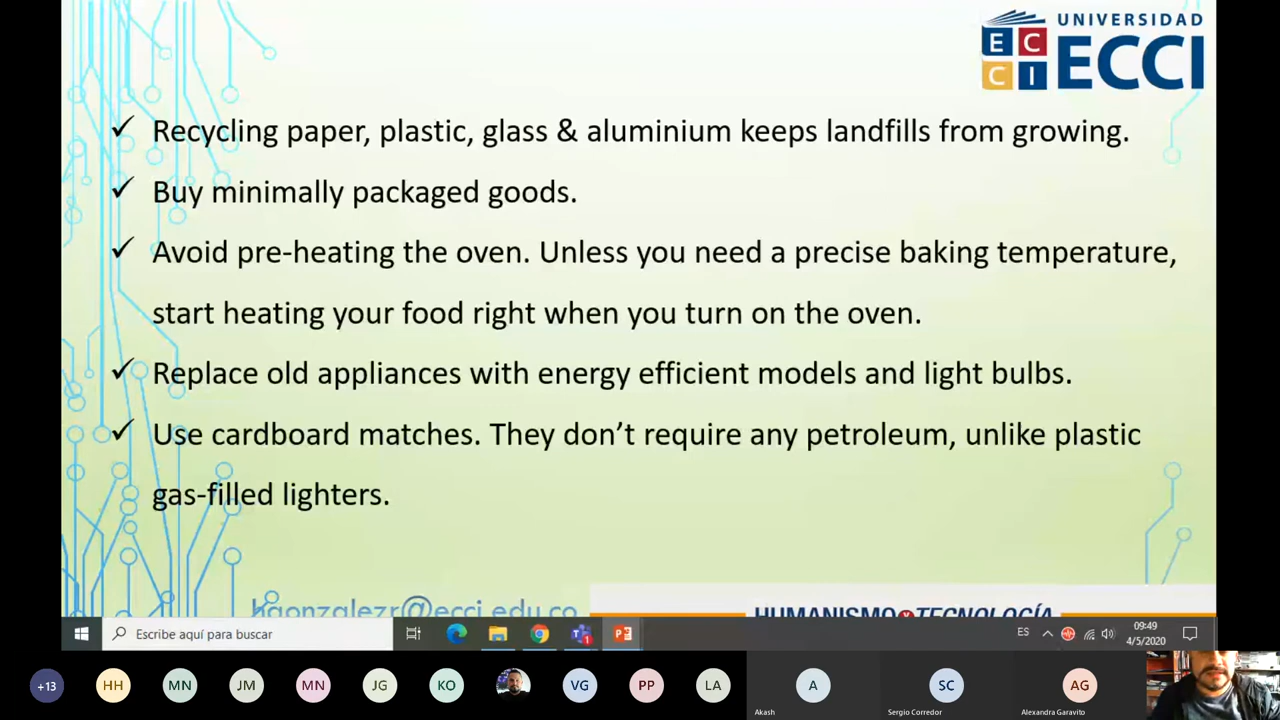 UNIVERSIDAD
E C
C I
ECCI
✓ Recycling paper, plastic, glass & aluminium keeps landfills from growing.
✓ Buy minimally packaged goods.
✓ Avoid pre-heating the oven. Unless you need a precise baking temperature,
start heating your food right when you turn on the oven.
✓ Replace old appliances with energy efficient models and light bulbs.
✓ Use cardboard matches. They don’t require any petroleum, unlike plastic
gas-filled lighters.
hgonzalezr@ecci.edu.co
HUMANISMO Y TECNOLOGÍA
Escribe aquí para buscar
ES
09:49
4/5/2020
+13 HH MN JM MN JG KO VG PP LA A SC AG
Akash Sergio Corredor Alexandra Garavito